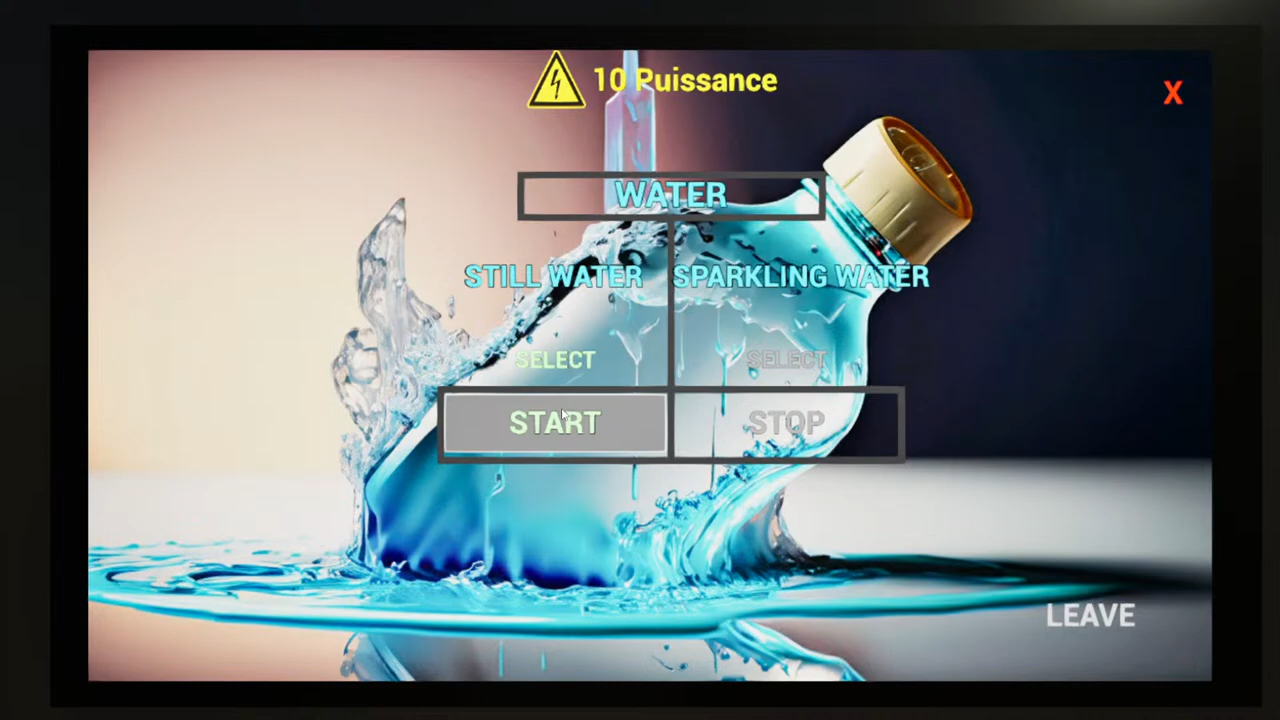 10 Puissance
X
WATER
STILL WATER SPARKLING WATER
SELECT SELECT
START STOP
LEAVE